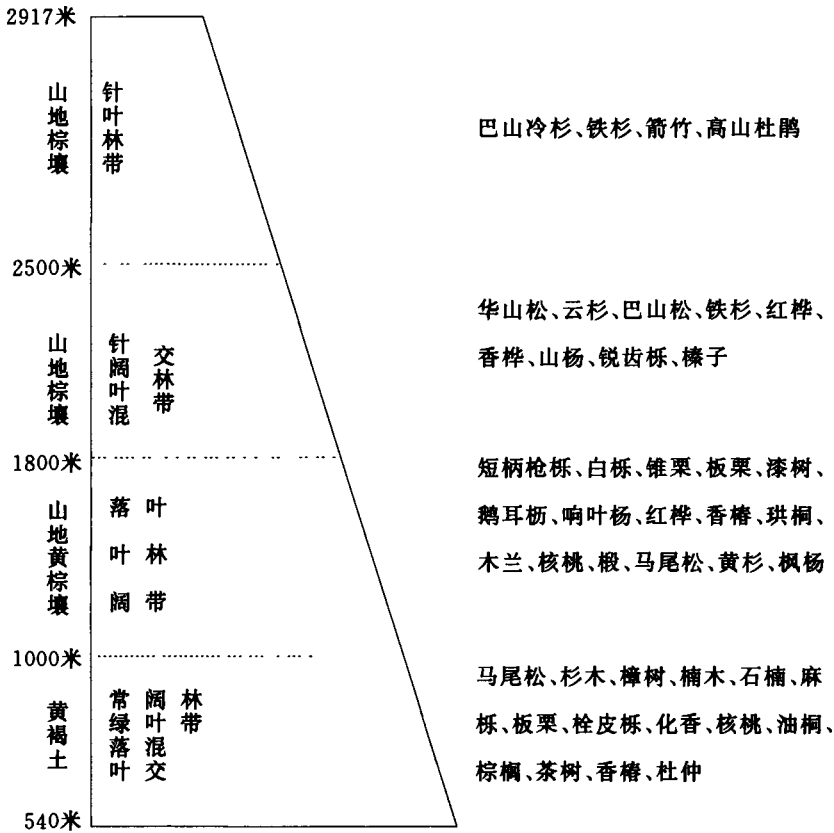 2917米
山地棕壤
针叶林带
巴山冷杉、铁杉、箭竹、高山杜鹃
2500米
山地棕壤
针阔叶混
交林带
华山松、云杉、巴山松、铁杉、红桦、
香桦、山杨、锐齿栎、榛子
1800米
山地黄棕壤
落叶
叶林
阔带
短柄枪栎、白栎、锥栗、板栗、漆树、
鹅耳枥、响叶杨、红桦、香椿、珙桐、
木兰、核桃、椴、马尾松、黄杉、枫杨
1000米
黄褐土
常绿落叶
阔叶混交
林带
马尾松、杉木、樟树、楠木、石楠、麻
栎、板栗、栓皮栎、化香、核桃、油桐、
棕榈、茶树、香椿、杜仲
540米